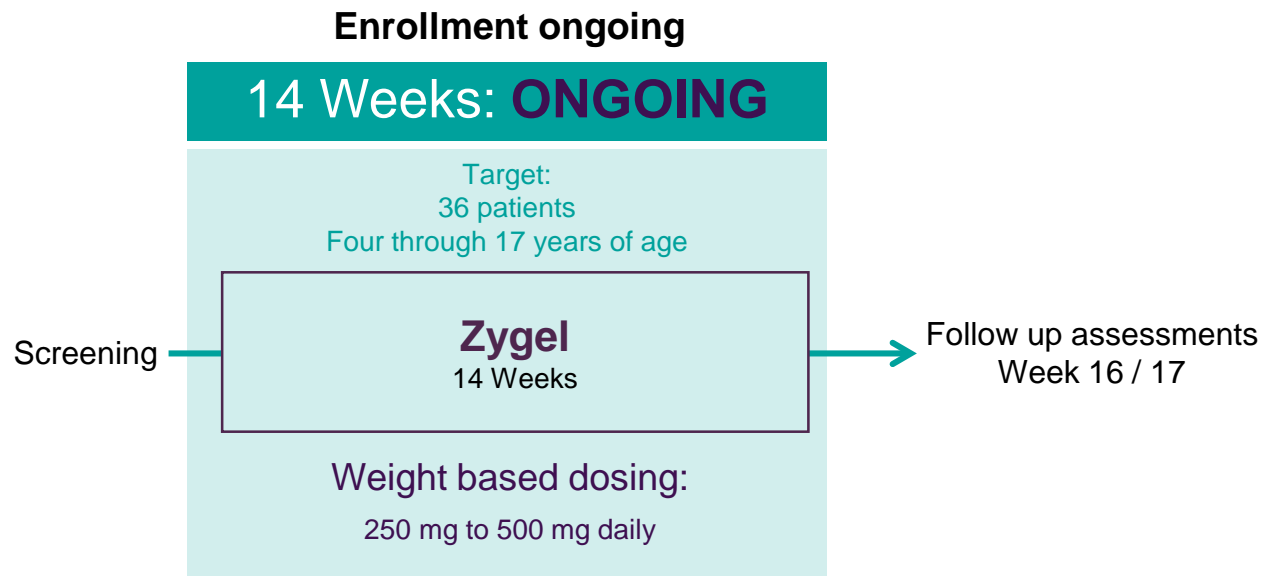 Enrollment ongoing
14 Weeks: ONGOING
Target:
36 patients
Four through 17 years of age
Screening
Zygel
14 Weeks
Follow up assessments
Week 16 / 17
Weight based dosing:
250 mg to 500 mg daily